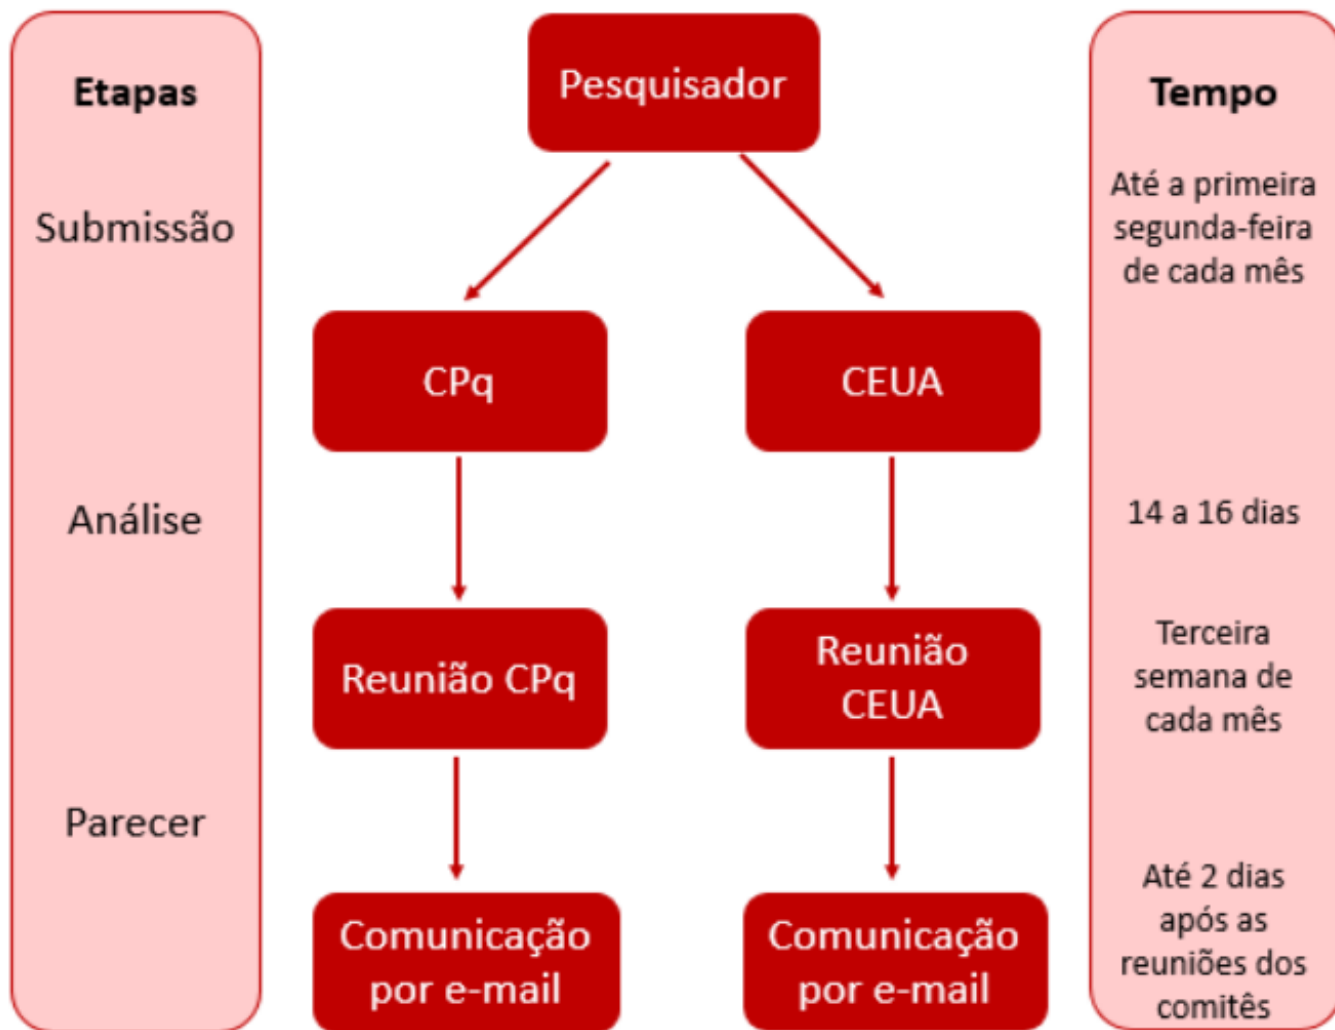 Etapas
Submissão
Análise
Parecer
Pesquisador
CPq
CEUA
Reunião CPq
Reunião
CEUA
Comunicação
por e-mail
Comunicação
por e-mail
Tempo
Até a primeira
segunda-feira
de cada mês
14 a 16 dias
Terceira
semana de
cada mês
Até 2 dias
após as
reuniões dos
comitês